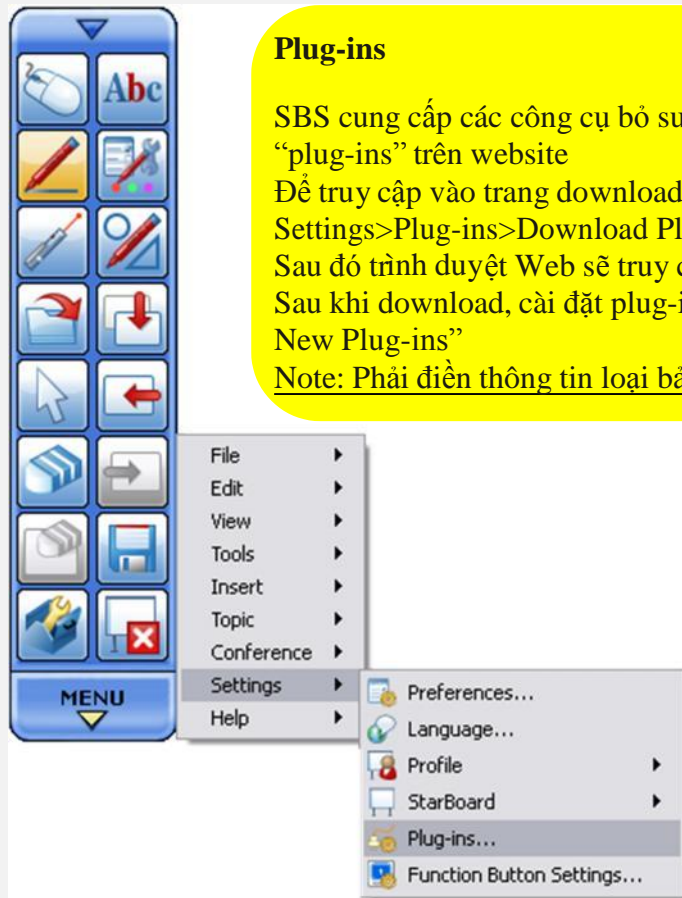 Abc
Plug-ins
SBS cung cấp các công cụ bỏ su
“plug-ins” trên website
Để truy cập vào trang download
Settings>Plug-ins>Download Pl
Sau đó trình duyệt Web sẽ truy c
Sau khi download, cài đặt plug-i
New Plug-ins”
Note: Phải điền thông tin loại bả
File
Edit
View
Tools
Insert
Topic
Conference
Settings
Help
MENU
Preferences...
Language...
Profile
StarBoard
Plug-ins...
Function Button Settings...